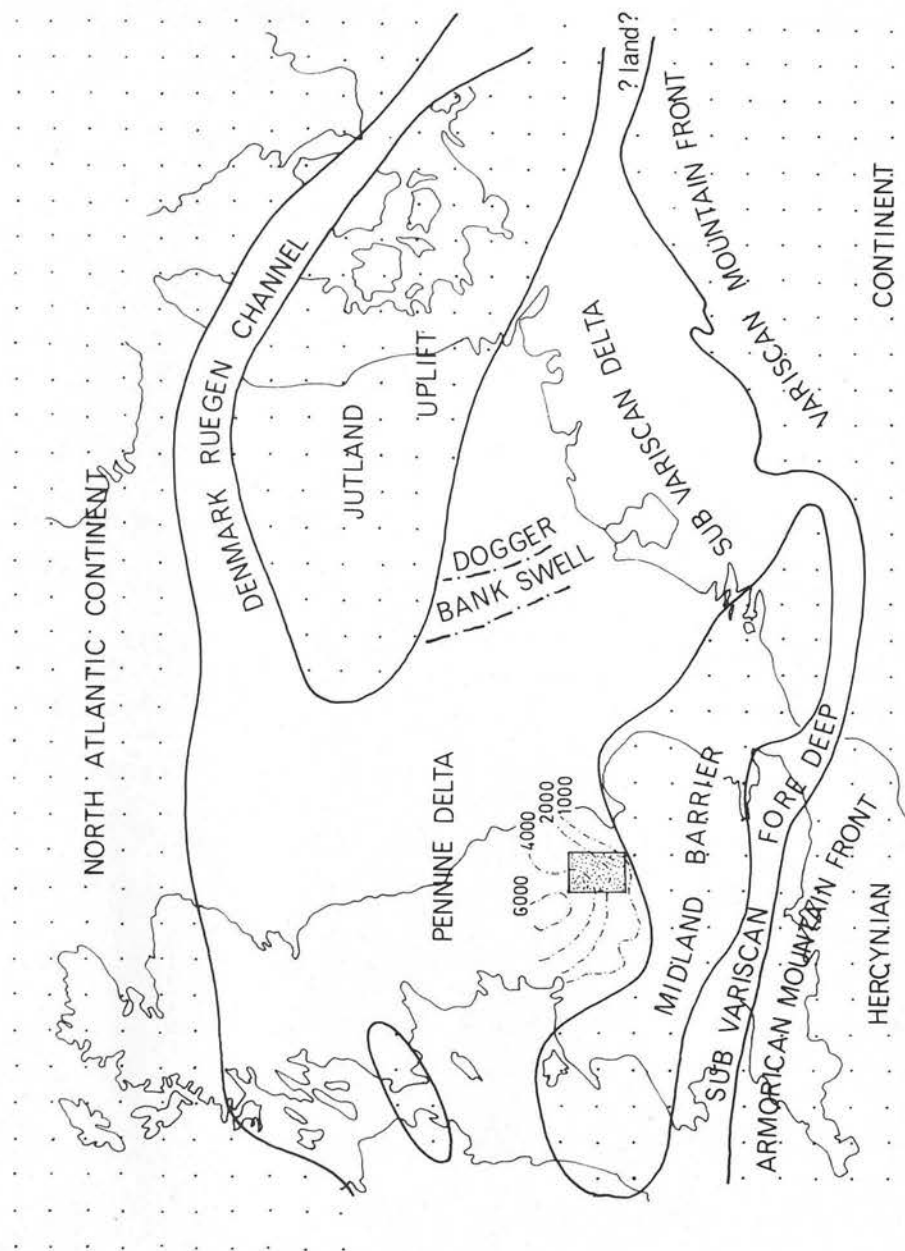 NORTH ATLANTIC CONTINENT
DENMARK RUEGEN CHANNEL
JUTLAND
UPLIFT
DOGGER
BANK SWELL
PENNINE DELTA
6000
4000
2000
1000
SUB VARISCAN DELTA
? land?
VARISCAN MOUNTAIN FRONT
MIDLAND BARRIER
SUB VARISCAN FORE DEEP
ARMORICAN MOUNTAIN FRONT
HERCYNIAN
CONTINENT